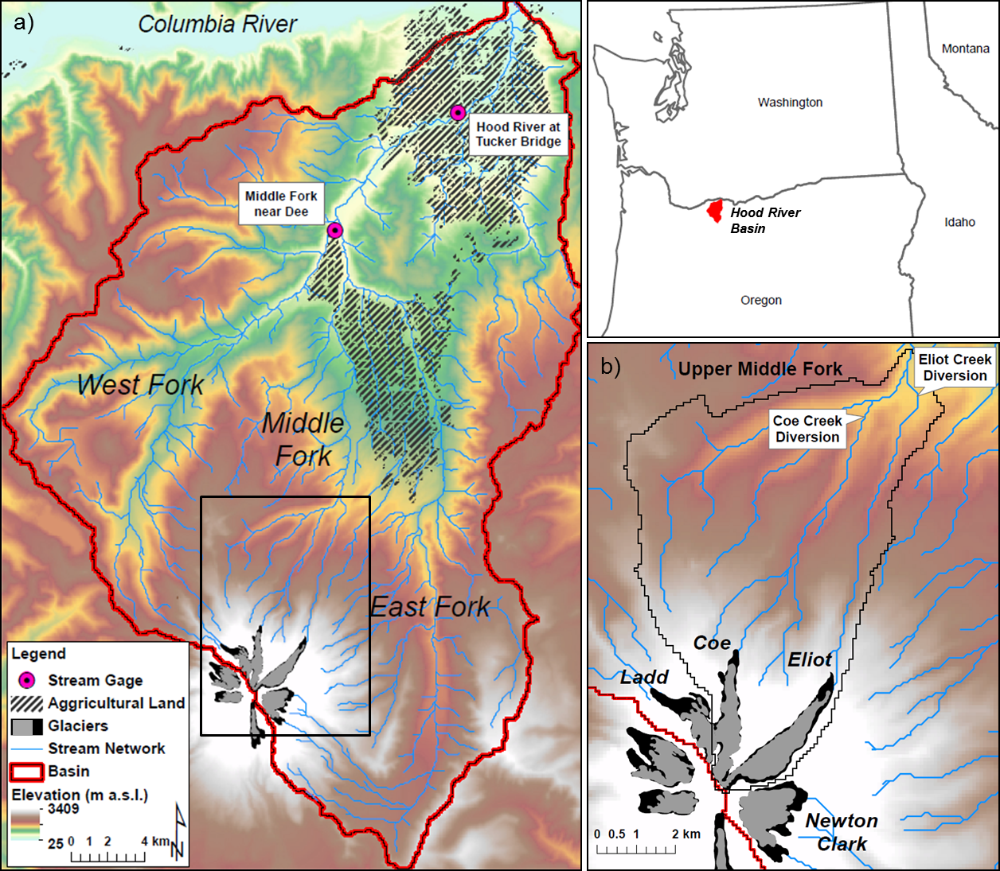 a)
Columbia River
Hood River at
Tucker Bridge
Middle Fork
near Dee
West Fork
Middle
Fork
East Fork
Legend
Stream Gage
Aggricultural Land
Glaciers
Stream Network
Basin
Elevation (m a.s.l.)
3409
25
0 1 2 4 km
N
Montana
Washington
Hood River
Basin
Idaho
Oregon
b)
Upper Middle Fork
Eliot Creek
Diversion
Coe Creek
Diversion
Coe
Eliot
Ladd
Newton
Clark
0 0.5 1 2 km